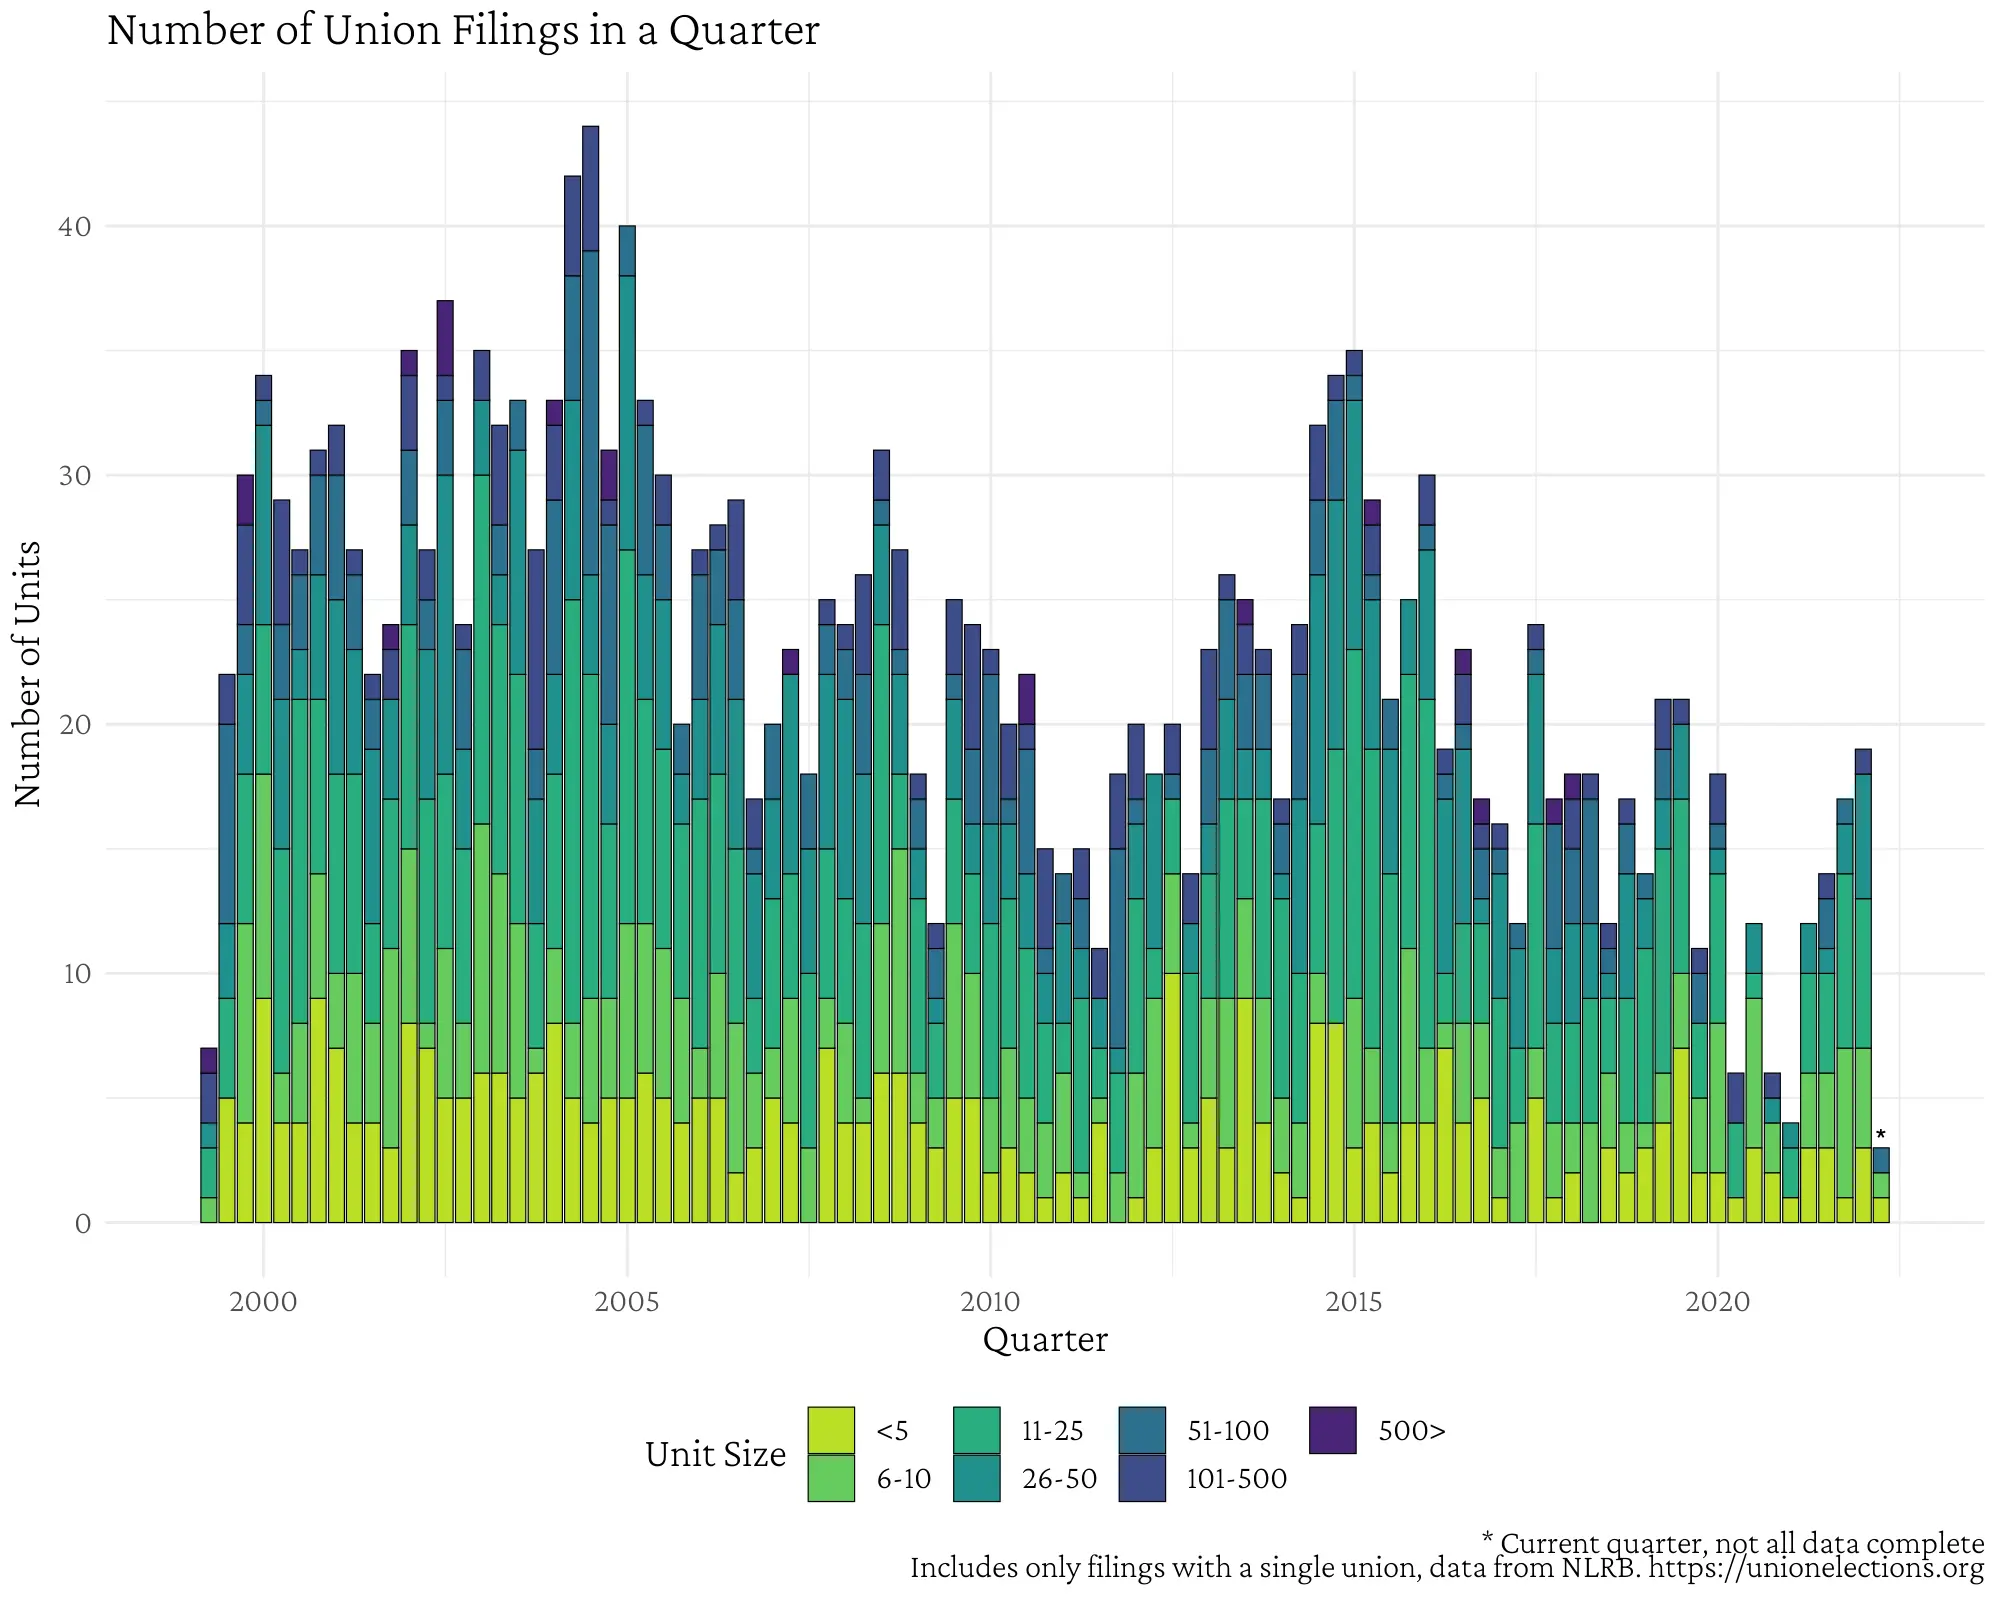 Number of Union Filings in a Quarter
Number of Units
40
30
20
10
0
*
2000 2005 2010 2015 2020
Quarter
Unit Size
<5 11-25 51-100 500>
6-10 26-50 101-500
* Current quarter, not all data complete
Includes only filings with a single union, data from NLRB. https://unionelections.org